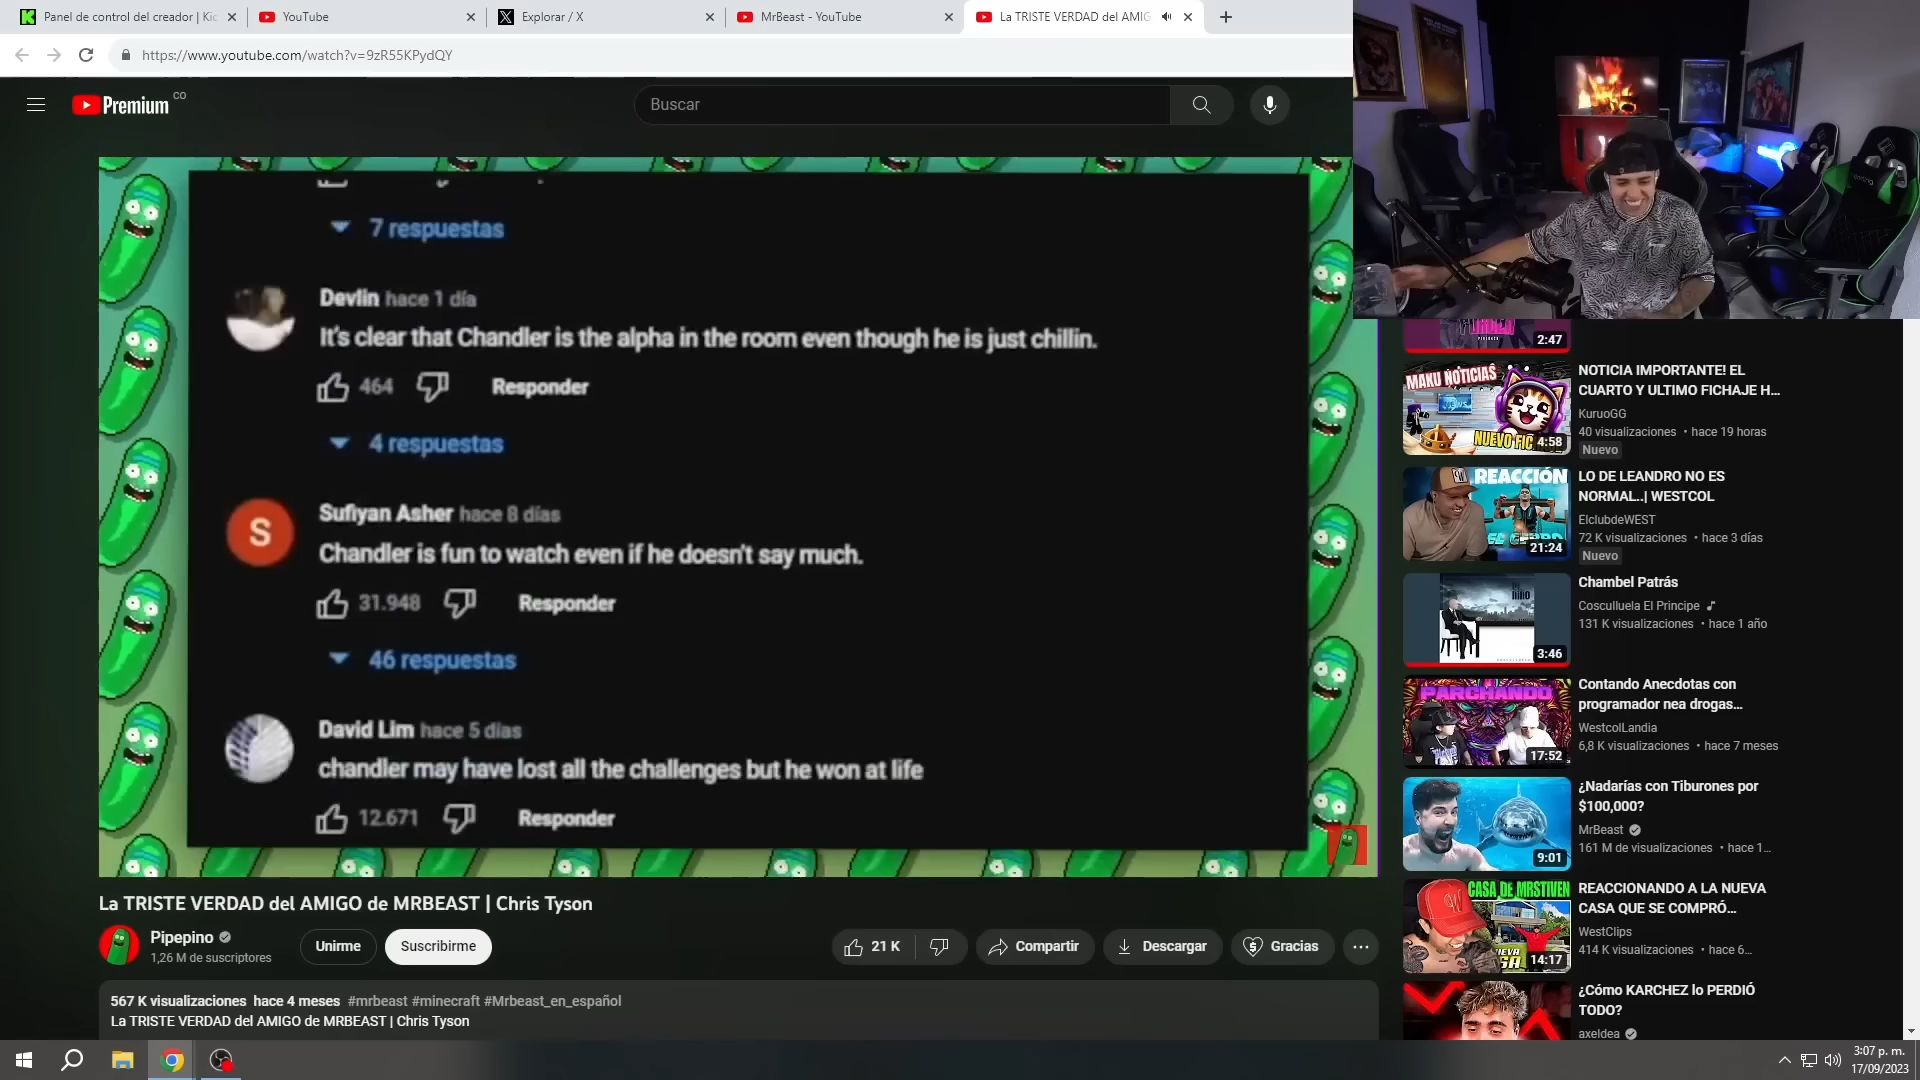 Panel de control del creador | Kic
YouTube
Explorar / X
MrBeast - YouTube
La TRISTE VERDAD del AMIG
https://www.youtube.com/watch?v=9zR55KPydQY
Premium CO
Buscar
7 respuestas
Devlin hace 1 día
It's clear that Chandler is the alpha in the room even though he is just chillin.
464 Responder
4 respuestas
S
Sufiyan Asher hace 8 días
Chandler is fun to watch even if he doesn't say much.
31.948 Responder
46 respuestas
David Lim hace 5 días
chandler may have lost all the challenges but he won at life
12.671 Responder
La TRISTE VERDAD del AMIGO de MRBEAST | Chris Tyson
Pipepino
1,26 M de suscriptores
Unirme
Suscribirme
21 K
Compartir
Descargar
Gracias
567 K visualizaciones hace 4 meses #mrbeast #minecraft #Mrbeast_en_español
La TRISTE VERDAD del AMIGO de MRBEAST | Chris Tyson
2:47
MAKU NOTICIAS
NEWS
NUEVO FIC
4:58
NOTICIA IMPORTANTE! EL
CUARTO Y ULTIMO FICHAJE H...
KuruoGG
40 visualizaciones • hace 19 horas
Nuevo
REACCIÓN
21:24
LO DE LEANDRO NO ES
NORMAL..| WESTCOL
ElclubdeWEST
72 K visualizaciones • hace 3 días
Nuevo
3:46
Chambel Patrás
Cosculluela El Principe
131 K visualizaciones • hace 1 año
PARCHANDO
17:52
Contando Anecdotas con
programador nea drogas...
WestcolLandia
6,8 K visualizaciones • hace 7 meses
9:01
¿Nadarías con Tiburones por
$100,000?
MrBeast
161 M de visualizaciones • hace 1...
CASA DE MRSTIVEN
14:17
REACCIONANDO A LA NUEVA
CASA QUE SE COMPRÓ...
WestClips
414 K visualizaciones • hace 6...
¿Cómo KARCHEZ lo PERDIÓ
TODO?
axeldea
3:07 p. m.
17/09/2023